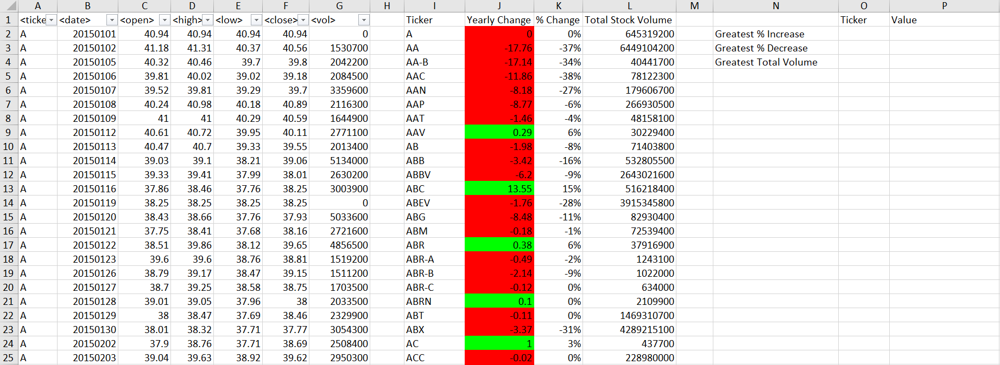 A B C D E F G H I J K L M N O P
1 <ticke <date> <open> <high> <low> <close> <vol> Ticker Yearly Change % Change Total Stock Volume Ticker Value
2 A 20150101 40.94 40.94 40.94 40.94 0 A 0 0% 645319200 Greatest % Increase
3 A 20150102 41.18 41.31 40.37 40.56 1530700 AA -17.76 -37% 6449104200 Greatest % Decrease
4 A 20150105 40.32 40.46 39.7 39.8 2042200 AA-B -17.14 -34% 40441700 Greatest Total Volume
5 A 20150106 39.81 40.02 39.02 39.18 2084500 AAC -11.86 -38% 78122300
6 A 20150107 39.52 39.81 39.29 39.7 3359600 AAN -8.18 -27% 179606700
7 A 20150108 40.24 40.98 40.18 40.89 2116300 AAP -8.77 -6% 266930500
8 A 20150109 41 41 40.29 40.59 1644900 AAT -1.46 -4% 48158100
9 A 20150112 40.61 40.72 39.95 40.11 2771100 AAV 0.29 6% 30229400
10 A 20150113 40.47 40.7 39.33 39.55 2013400 AB -1.98 -8% 71403800
11 A 20150114 39.03 39.1 38.21 39.06 5134000 ABB -3.42 -16% 532805500
12 A 20150115 39.33 39.41 37.99 38.01 2630200 ABBV -6.2 -9% 2643021600
13 A 20150116 37.86 38.46 37.76 38.25 3003900 ABC 13.55 15% 516218400
14 A 20150119 38.25 38.25 38.25 38.25 0 ABEV -1.76 -28% 3915345800
15 A 20150120 38.43 38.66 37.76 37.93 5033600 ABG -8.48 -11% 82930400
16 A 20150121 37.75 38.41 37.68 38.16 2721600 ABM -0.18 -1% 72539400
17 A 20150122 38.51 39.86 38.12 39.65 4856500 ABR 0.38 6% 37916900
18 A 20150123 39.6 39.6 38.76 38.81 1519200 ABR-A -0.49 -2% 1243100
19 A 20150126 38.79 39.17 38.47 39.15 1511200 ABR-B -2.14 -9% 1022000
20 A 20150127 38.7 39.25 38.58 38.75 1703500 ABR-C -0.12 0% 634000
21 A 20150128 39.01 39.05 37.96 38 2033500 ABRN 0.1 0% 2109900
22 A 20150129 38 38.47 37.69 38.46 2329900 ABT -0.11 0% 1469310700
23 A 20150130 38.01 38.32 37.71 37.77 3054300 ABX -3.37 -31% 4289215100
24 A 20150202 37.9 38.76 37.71 38.69 2508400 AC 1 3% 437700
25 A 20150203 39.04 39.63 38.92 39.62 2950300 ACC -0.02 0% 228980000